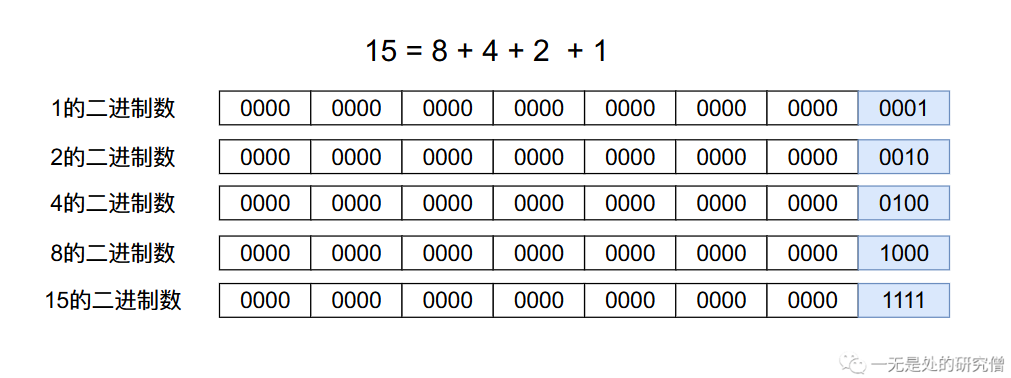 15 = 8 + 4 + 2 + 1
1的二进制数 0000 0000 0000 0000 0000 0000 0000 0001
2的二进制数 0000 0000 0000 0000 0000 0000 0000 0010
4的二进制数 0000 0000 0000 0000 0000 0000 0000 0100
8的二进制数 0000 0000 0000 0000 0000 0000 0000 1000
15的二进制数 0000 0000 0000 0000 0000 0000 0000 1111
一无是处的研究僧